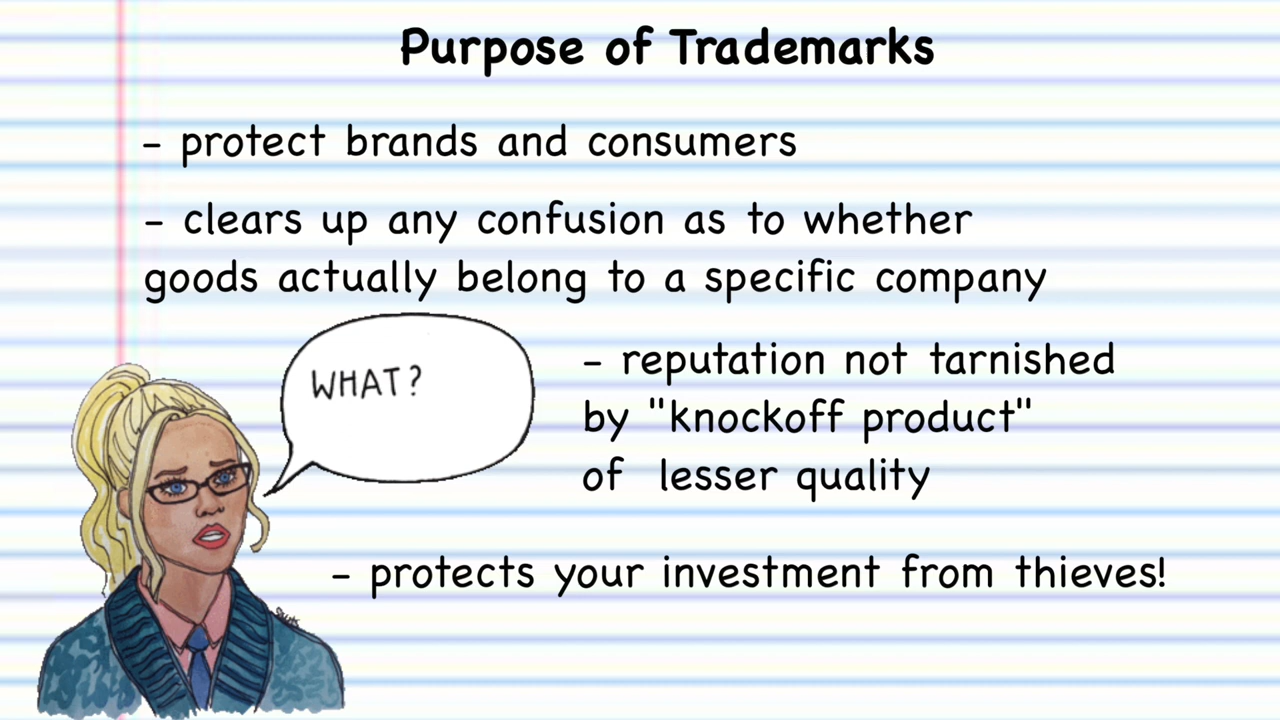 Purpose of Trademarks
- protect brands and consumers
- clears up any confusion as to whether
goods actually belong to a specific company
WHAT?
- reputation not tarnished
by "knockoff product"
of lesser quality
- protects your investment from thieves!